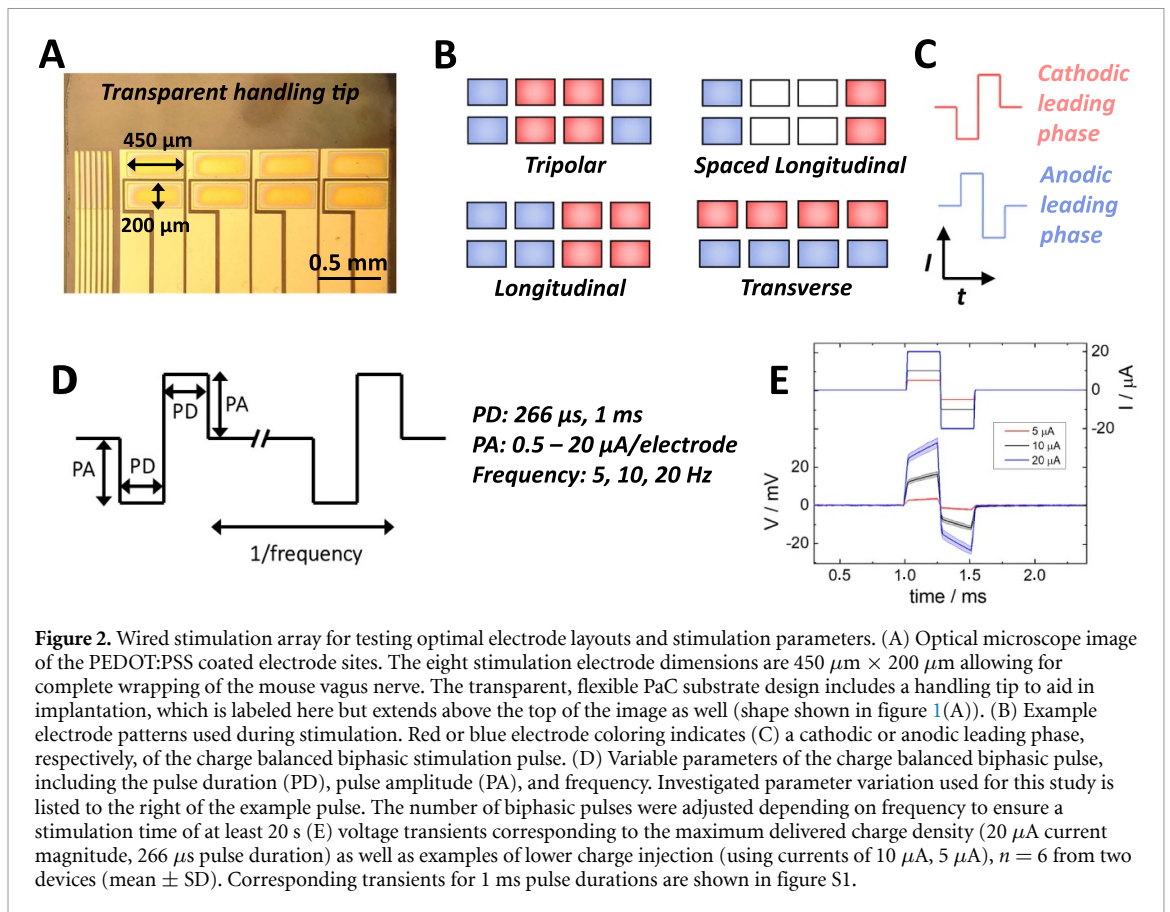 A
Transparent handling tip
450 μm
200 μm
0.5 mm
B
Tripolar
Spaced Longitudinal
Longitudinal
Transverse
C
Cathodic
leading
phase
Anodic
leading
phase
I
t
D
PA
PD
PD
PA
1/frequency
PD: 266 μs, 1 ms
PA: 0.5 – 20 μA/electrode
Frequency: 5, 10, 20 Hz
E
20
0
-20
I / μA
5 μA
10 μA
20 μA
20
0
-20
V / mV
0.5
1.0
1.5
2.0
time / ms
Figure 2. Wired stimulation array for testing optimal electrode layouts and stimulation parameters. (A) Optical microscope image
of the PEDOT:PSS coated electrode sites. The eight stimulation electrode dimensions are 450 μm × 200 μm allowing for
complete wrapping of the mouse vagus nerve. The transparent, flexible PaC substrate design includes a handling tip to aid in
implantation, which is labeled here but extends above the top of the image as well (shape shown in figure 1(A)). (B) Example
electrode patterns used during stimulation. Red or blue electrode coloring indicates (C) a cathodic or anodic leading phase,
respectively, of the charge balanced biphasic stimulation pulse. (D) Variable parameters of the charge balanced biphasic pulse,
including the pulse duration (PD), pulse amplitude (PA), and frequency. Investigated parameter variation used for this study is
listed to the right of the example pulse. The number of biphasic pulses were adjusted depending on frequency to ensure a
stimulation time of at least 20 s (E) voltage transients corresponding to the maximum delivered charge density (20 μA current
magnitude, 266 μs pulse duration) as well as examples of lower charge injection (using currents of 10 μA, 5 μA), n = 6 from two
devices (mean ± SD). Corresponding transients for 1 ms pulse durations are shown in figure S1.